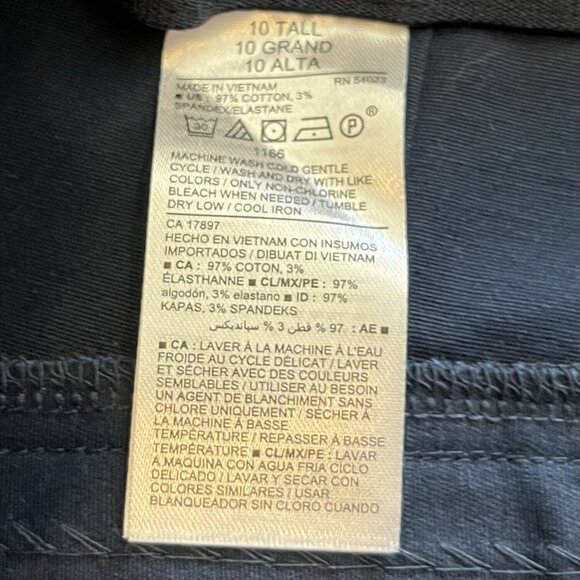 10 TALL
10 GRAND
10 ALTA
MADE IN VIETNAM RN 54023
■ US : 97% COTTON, 3%
SPANDEX/ELASTANE
30 P ®
1166
MACHINE WASH COLD GENTLE
CYCLE / WASH AND DRY WITH LIKE
COLORS / ONLY NON-CHLORINE
BLEACH WHEN NEEDED / TUMBLE
DRY LOW / COOL IRON
CA 17897
HECHO EN VIETNAM CON INSUMOS
IMPORTADOS / DIBUAT DI VIETNAM
■ CA : 97% COTON, 3%
ÉLASTHANNE ■ CL/MX/PE : 97%
algodón, 3% elastano ■ ID : 97%
KAPAS, 3% SPANDEKS
■ AE : 97 % قطن 3 % سباندیکس
■ CA : LAVER À LA MACHINE À L'EAU
FROIDE AU CYCLE DÉLICAT / LAVER
ET SÉCHER AVEC DES COULEURS
SEMBLABLES / UTILISER AU BESOIN
UN AGENT DE BLANCHIMENT SANS
CHLORE UNIQUEMENT / SÉCHER À
LA MACHINE À BASSE
TEMPÉRATURE / REPASSER À BASSE
TEMPÉRATURE ■ CL/MX/PE : LAVAR
A MAQUINA CON AGUA FRIA CICLO
DELICADO / LAVAR Y SECAR CON
COLORES SIMILARES / USAR
BLANQUEADOR SIN CLORO CUANDO